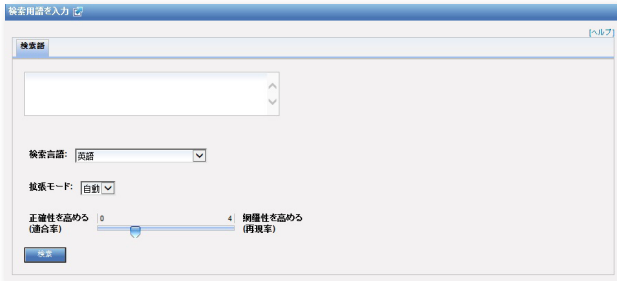 検索用語を入力
[ヘルプ]
検索語
検索言語: 英語
拡張モード: 自動
正確性を高める 0 4 網羅性を高める
(適合率) (再現率)
検索